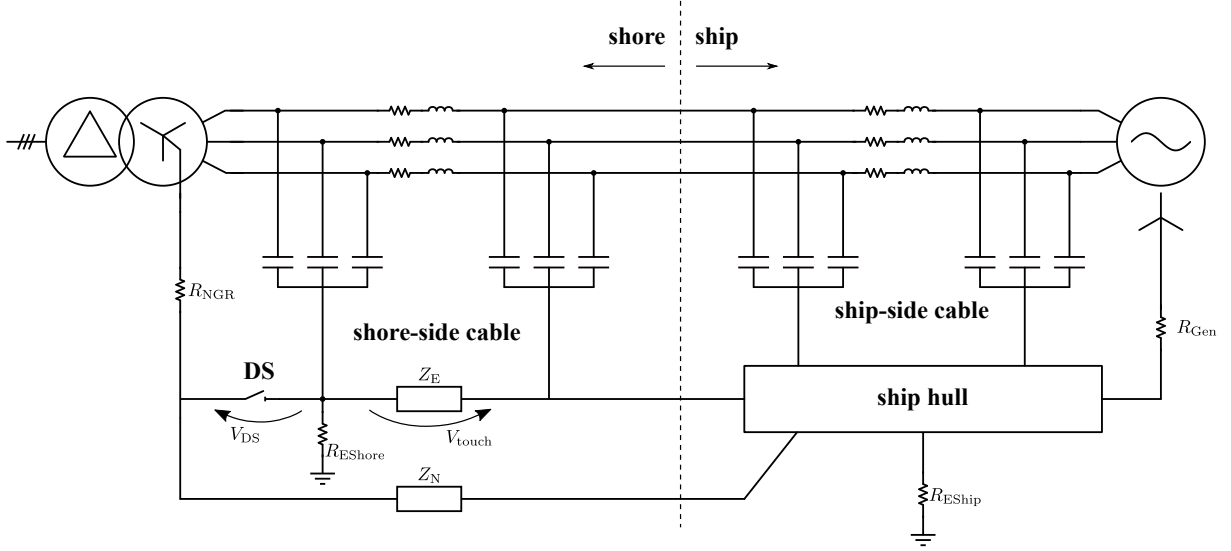 shore ship
R_NGR
shore-side cable
ship-side cable
R_Gen
DS
Z_E
ship hull
V_DS
V_touch
R_EShore
Z_N
R_EShip